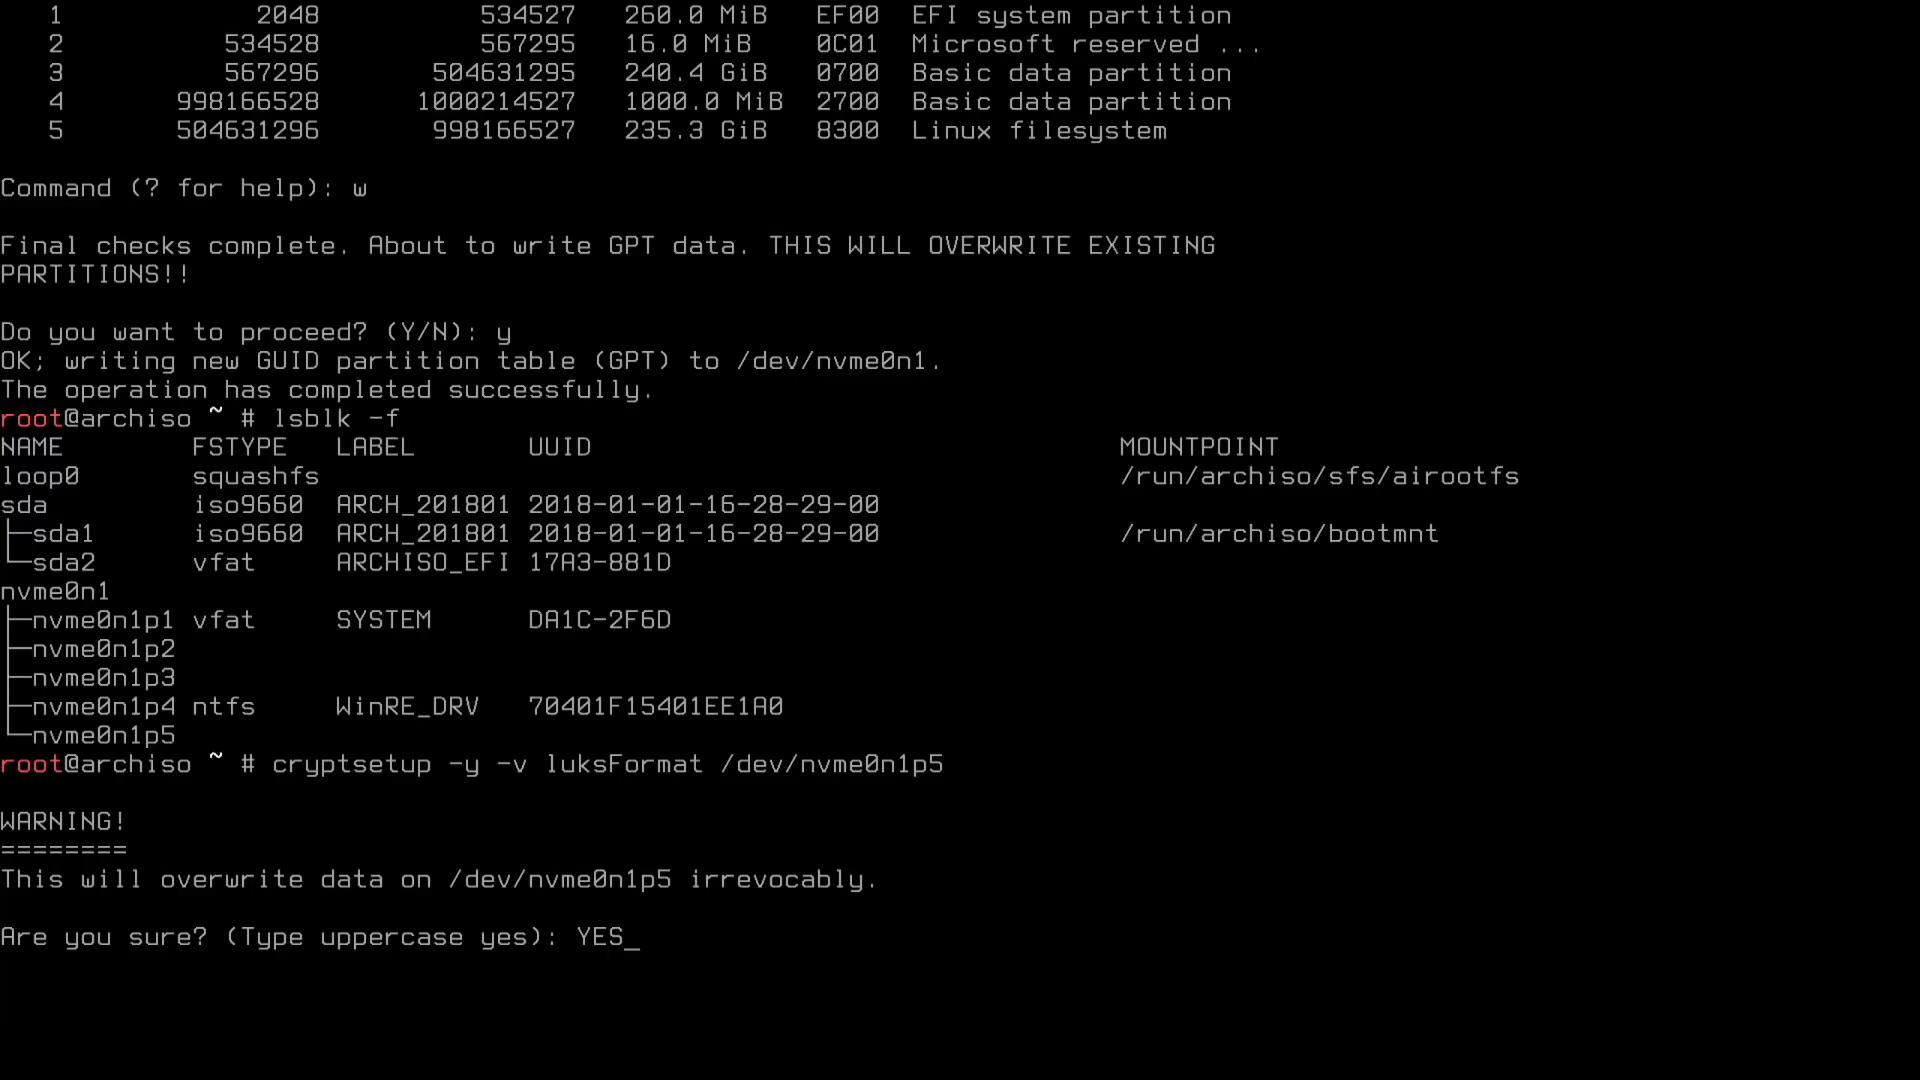 1 2048 534527 260.0 MiB EF00 EFI system partition
2 534528 567295 16.0 MiB 0C01 Microsoft reserved ...
3 567296 504631295 240.4 GiB 0700 Basic data partition
4 998166528 1000214527 1000.0 MiB 2700 Basic data partition
5 504631296 998166527 235.3 GiB 8300 Linux filesystem
Command (? for help): w
Final checks complete. About to write GPT data. THIS WILL OVERWRITE EXISTING
PARTITIONS!!
Do you want to proceed? (Y/N): y
OK; writing new GUID partition table (GPT) to /dev/nvme0n1.
The operation has completed successfully.
root@archiso ~ # lsblk -f
NAME FSTYPE LABEL UUID MOUNTPOINT
loop0 squashfs /run/archiso/sfs/airootfs
sda iso9660 ARCH_201801 2018-01-01-16-28-29-00
├─sda1 iso9660 ARCH_201801 2018-01-01-16-28-29-00 /run/archiso/bootmnt
└─sda2 vfat ARCHISO_EFI 17A3-881D
nvme0n1
├─nvme0n1p1 vfat SYSTEM DA1C-2F6D
├─nvme0n1p2
├─nvme0n1p3
├─nvme0n1p4 ntfs WinRE_DRV 70401F15401EE1A0
└─nvme0n1p5
root@archiso ~ # cryptsetup -y -v luksFormat /dev/nvme0n1p5
WARNING!
========
This will overwrite data on /dev/nvme0n1p5 irrevocably.
Are you sure? (Type uppercase yes): YES_